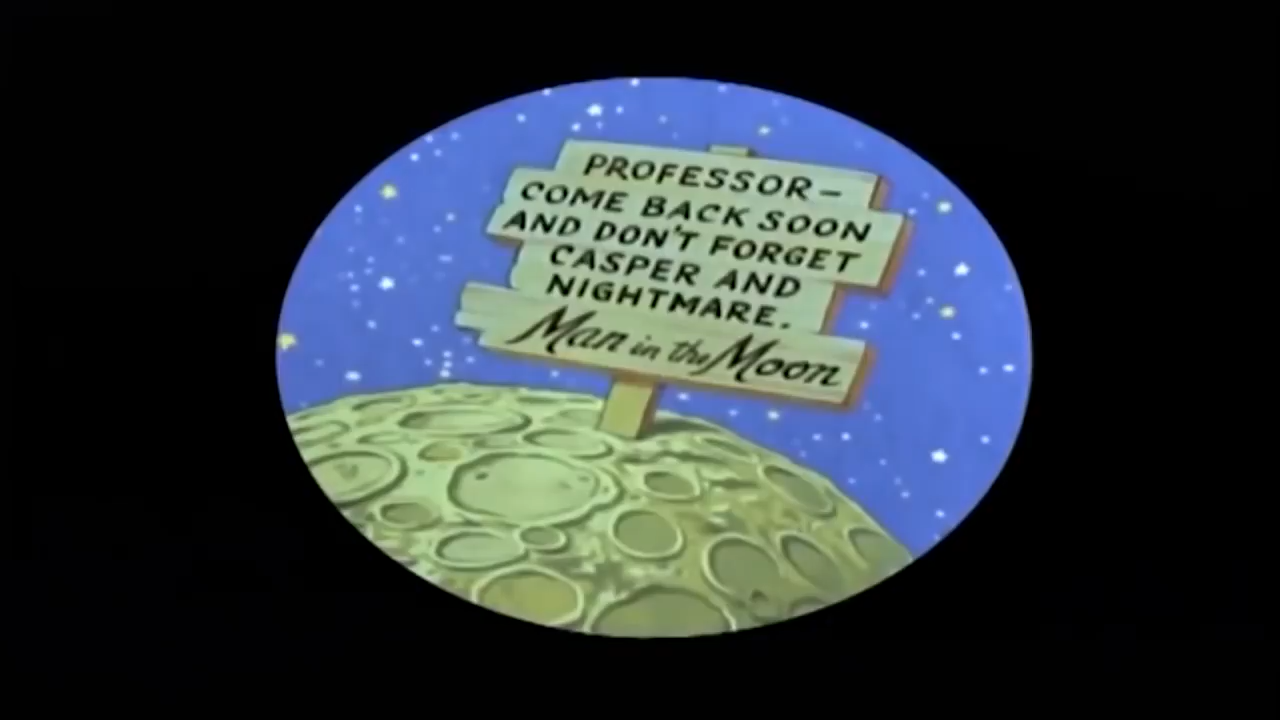 PROFESSOR –
COME BACK SOON
AND DON'T FORGET
CASPER AND
NIGHTMARE.
Man in the Moon